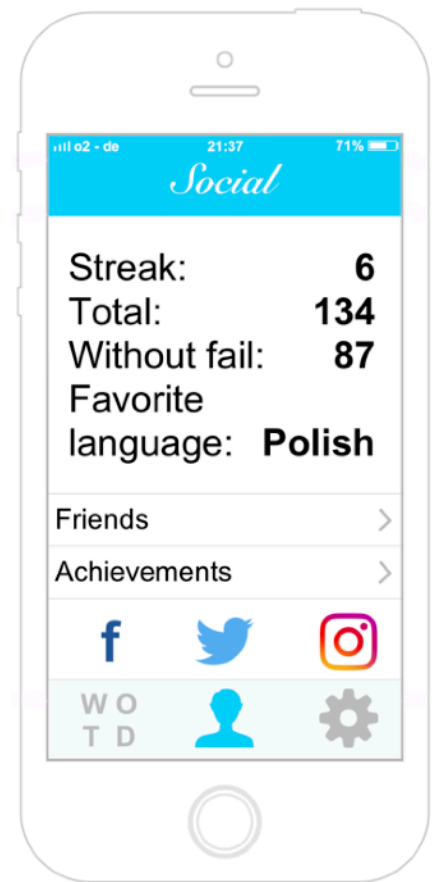 o2 - de 21:37 71%
Social
Streak: 6
Total: 134
Without fail: 87
Favorite
language: Polish
Friends
Achievements
f
W O
T D